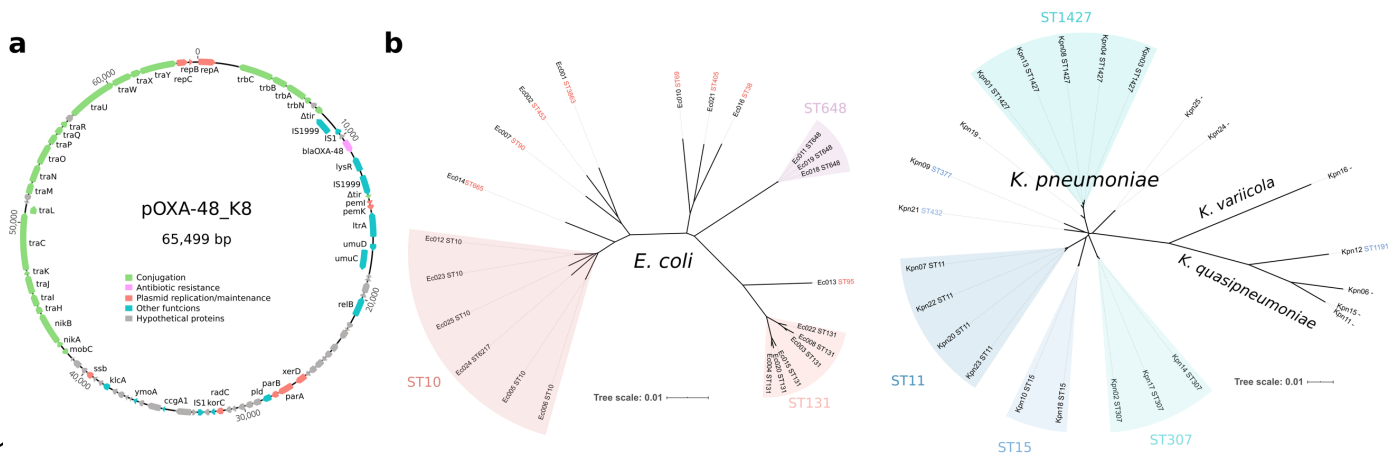 a
0
10,000
20,000
30,000
40,000
50,000
60,000
repB
repA
repC
trbC
trbB
trbA
trbN
Δtir
IS1999
IS1
blaOXA-48
lysR
IS1999
Δtir
pemI
pemK
ltrA
umuD
umuC
relB
xerD
parA
parB
pld
radC
korC
IS1
ccgA1
ymoA
klcA
ssb
mobC
nikA
nikB
traH
traI
traJ
traK
traC
traL
traM
traN
traO
traP
traQ
traR
traU
traW
traX
traY
pOXA-48_K8
65,499 bp
Conjugation
Antibiotic resistance
Plasmid replication/maintenance
Other funtcions
Hypothetical proteins
b
Ec014 ST665
Ec007 ST90
Ec002 ST453
Ec001 ST3963
Ec010 ST69
Ec021 ST405
Ec016 ST38
ST648
Ec011 ST648
Ec019 ST648
Ec018 ST648
E. coli
Ec013 ST95
Ec022 ST131
Ec008 ST131
Ec003 ST131
Ec015 ST131
Ec020 ST131
Ec004 ST131
ST131
Ec012 ST10
Ec023 ST10
Ec025 ST10
Ec024 ST6217
Ec005 ST10
Ec006 ST10
ST10
Tree scale: 0.01
ST1427
Kpn01 ST1427
Kpn13 ST1427
Kpn08 ST1427
Kpn04 ST1427
Kpn03 ST1427
Kpn19 -
Kpn09 ST377
Kpn21 ST432
Kpn25 -
Kpn24 -
K. pneumoniae
K. variicola
Kpn16 -
Kpn12 ST1191
K. quasipneumoniae
Kpn06 -
Kpn15 -
Kpn11 -
Kpn07 ST11
Kpn22 ST11
Kpn20 ST11
Kpn23 ST11
ST11
Kpn10 ST15
Kpn18 ST15
ST15
Kpn02 ST307
Kpn17 ST307
Kpn14 ST307
ST307
Tree scale: 0.01